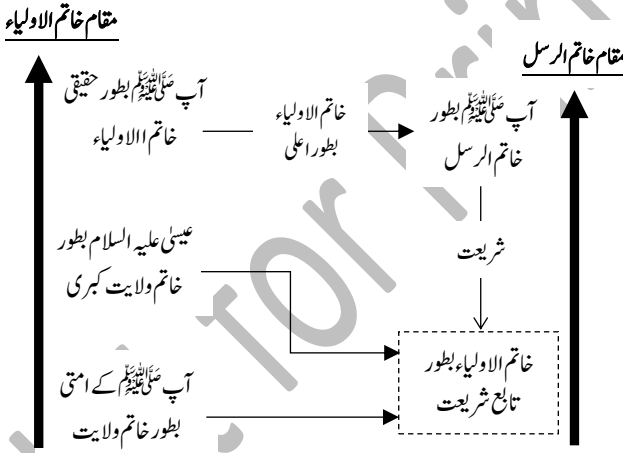 مقام خاتم الاولیاء
مقام خاتم الرسل
آپ صلی اللہ علیہ وسلم بطور حقیقی
خاتم االاولیاء
خاتم الاولیاء
بطور اعلی
آپ صلی اللہ علیہ وسلم بطور
خاتم الرسل
شریعت
عیسیٰ علیہ السلام بطور
خاتم ولایت کبری
خاتم الاولیاء بطور
تابع شریعت
آپ صلی اللہ علیہ وسلم کے امتی
بطور خاتم ولایت